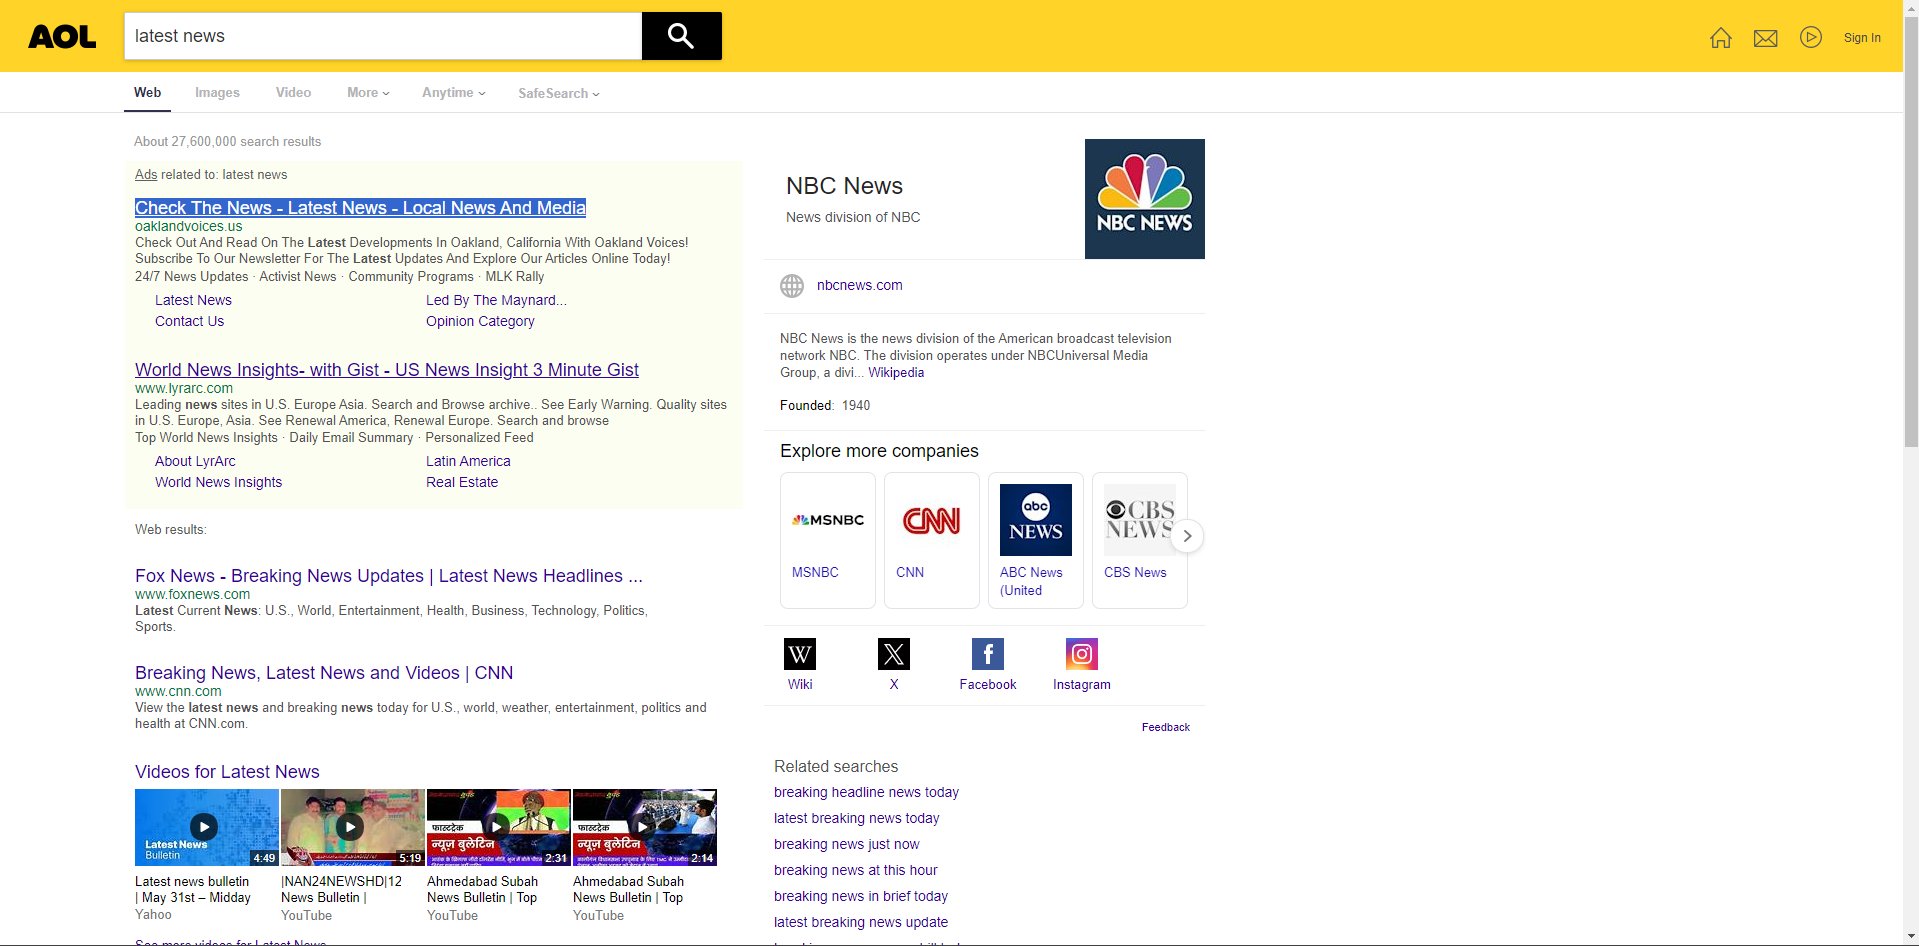 AOL
latest news
Sign In
Web
Images
Video
More
Anytime
SafeSearch
About 27,600,000 search results
Ads related to: latest news
Check The News - Latest News - Local News And Media
oaklandvoices.us
Check Out And Read On The Latest Developments In Oakland, California With Oakland Voices!
Subscribe To Our Newsletter For The Latest Updates And Explore Our Articles Online Today!
24/7 News Updates · Activist News · Community Programs · MLK Rally
Latest News
Led By The Maynard...
Contact Us
Opinion Category
World News Insights- with Gist - US News Insight 3 Minute Gist
www.lyrarc.com
Leading news sites in U.S. Europe Asia. Search and Browse archive.. See Early Warning. Quality sites
in U.S. Europe, Asia. See Renewal America, Renewal Europe. Search and browse
Top World News Insights · Daily Email Summary · Personalized Feed
About LyrArc
Latin America
World News Insights
Real Estate
Web results:
Fox News - Breaking News Updates | Latest News Headlines ...
www.foxnews.com
Latest Current News: U.S., World, Entertainment, Health, Business, Technology, Politics,
Sports.
Breaking News, Latest News and Videos | CNN
www.cnn.com
View the latest news and breaking news today for U.S., world, weather, entertainment, politics and
health at CNN.com.
Videos for Latest News
Latest News
Bulletin
4:49
5:19
फास्टट्रेक
न्यूज़ बुलेटिन
2:31
फास्टट्रेक
न्यूज़ बुलेटिन
2:14
Latest news bulletin
| May 31st – Midday
Yahoo
|NAN24NEWSHD|12
News Bulletin |
YouTube
Ahmedabad Subah
News Bulletin | Top
YouTube
Ahmedabad Subah
News Bulletin | Top
YouTube
See more videos for Latest News
NBC News
News division of NBC
NBC NEWS
nbcnews.com
NBC News is the news division of the American broadcast television
network NBC. The division operates under NBCUniversal Media
Group, a divi... Wikipedia
Founded: 1940
Explore more companies
MSNBC
CNN
abc
NEWS
CBS
NEWS
MSNBC
CNN
ABC News
(United
CBS News
W
X
f
Wiki
X
Facebook
Instagram
Feedback
Related searches
breaking headline news today
latest breaking news today
breaking news just now
breaking news at this hour
breaking news in brief today
latest breaking news update